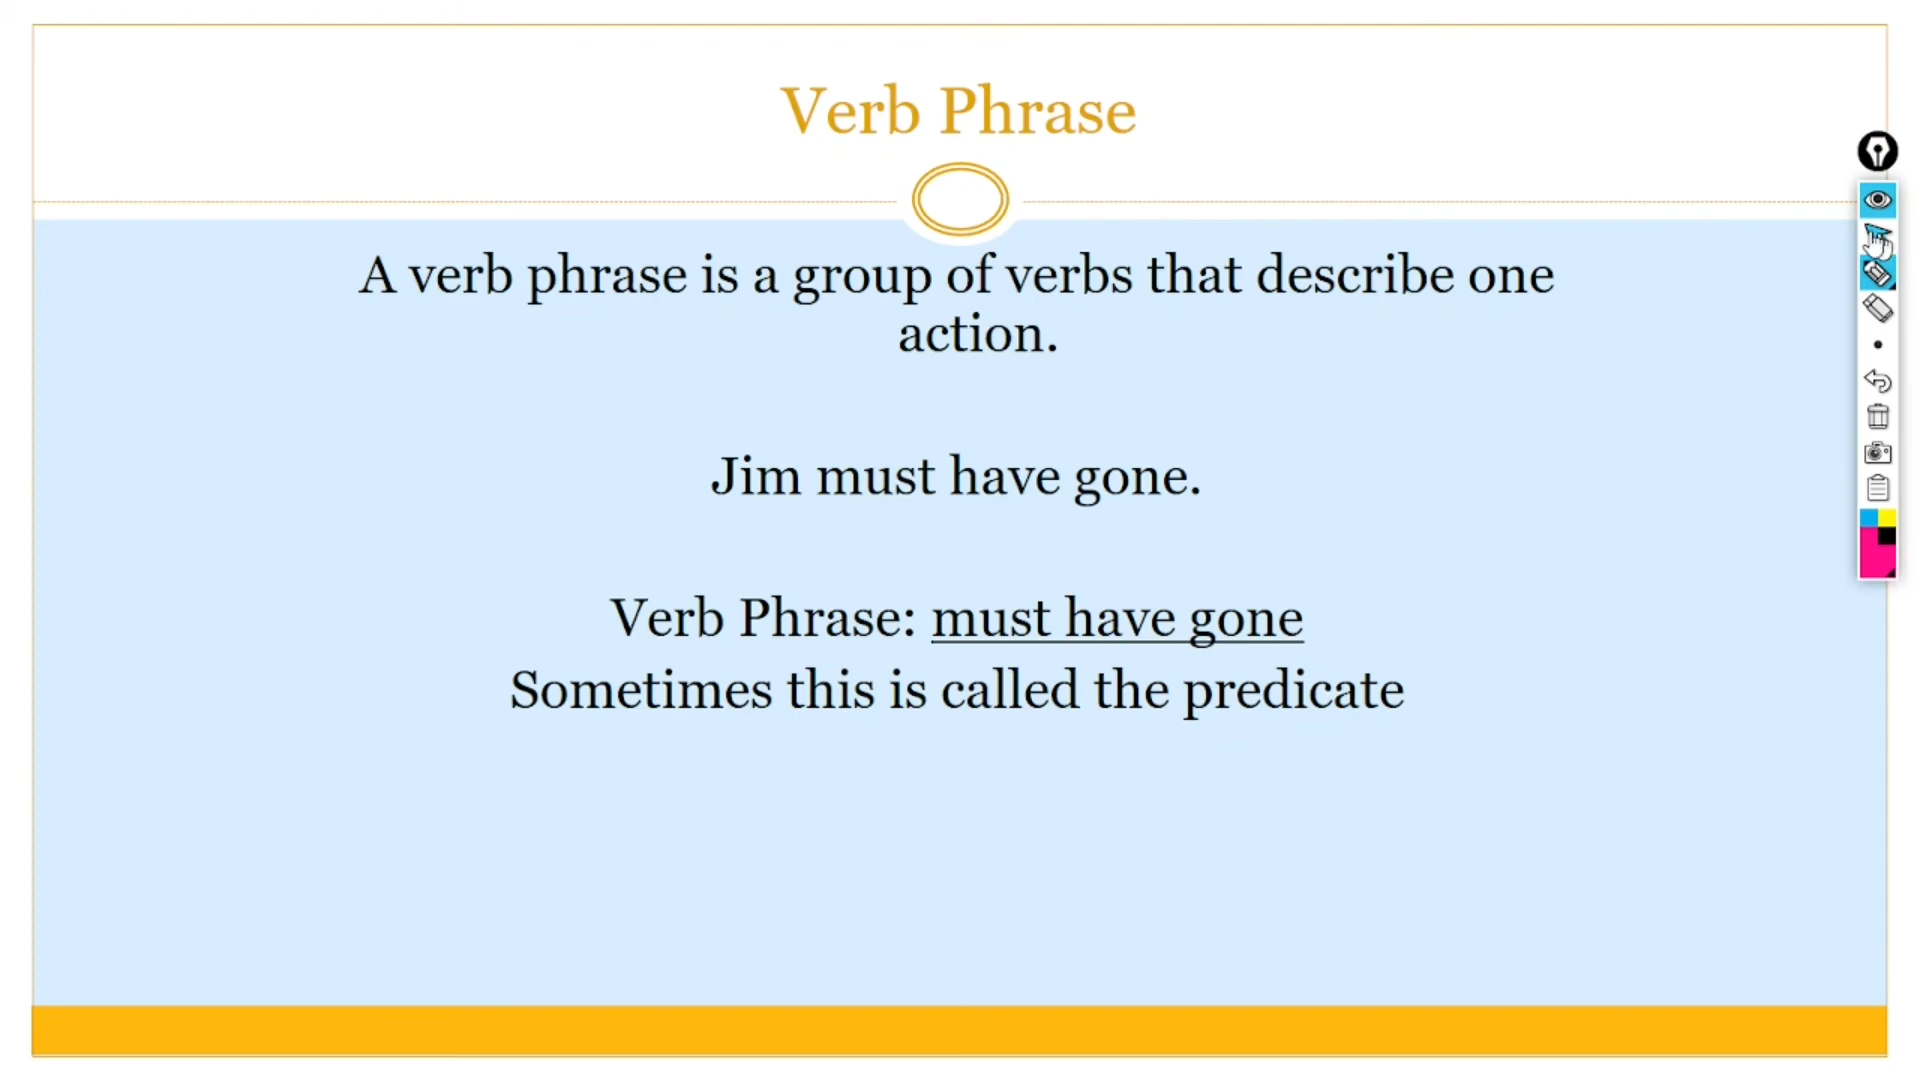 Verb Phrase
A verb phrase is a group of verbs that describe one
action.
Jim must have gone.
Verb Phrase: must have gone
Sometimes this is called the predicate